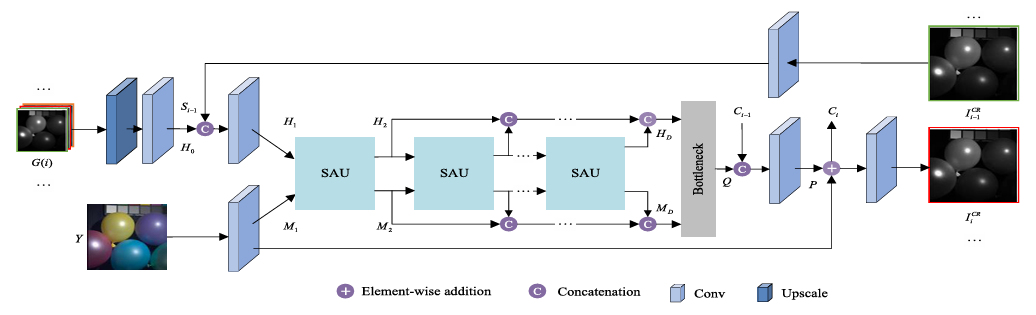 ...
...
G(i)
...
S_{i-1}
C
H_0
H_1
H_2
C
...
C
H_D
SAU
SAU
...
...
SAU
Bottleneck
C_{i-1}
C_i
Q
C
P
+
I_{i-1}^{CR}
Y
M_1
M_2
C
...
C
M_D
I_i^{CR}
...
+ Element-wise addition
C Concatenation
Conv
Upscale